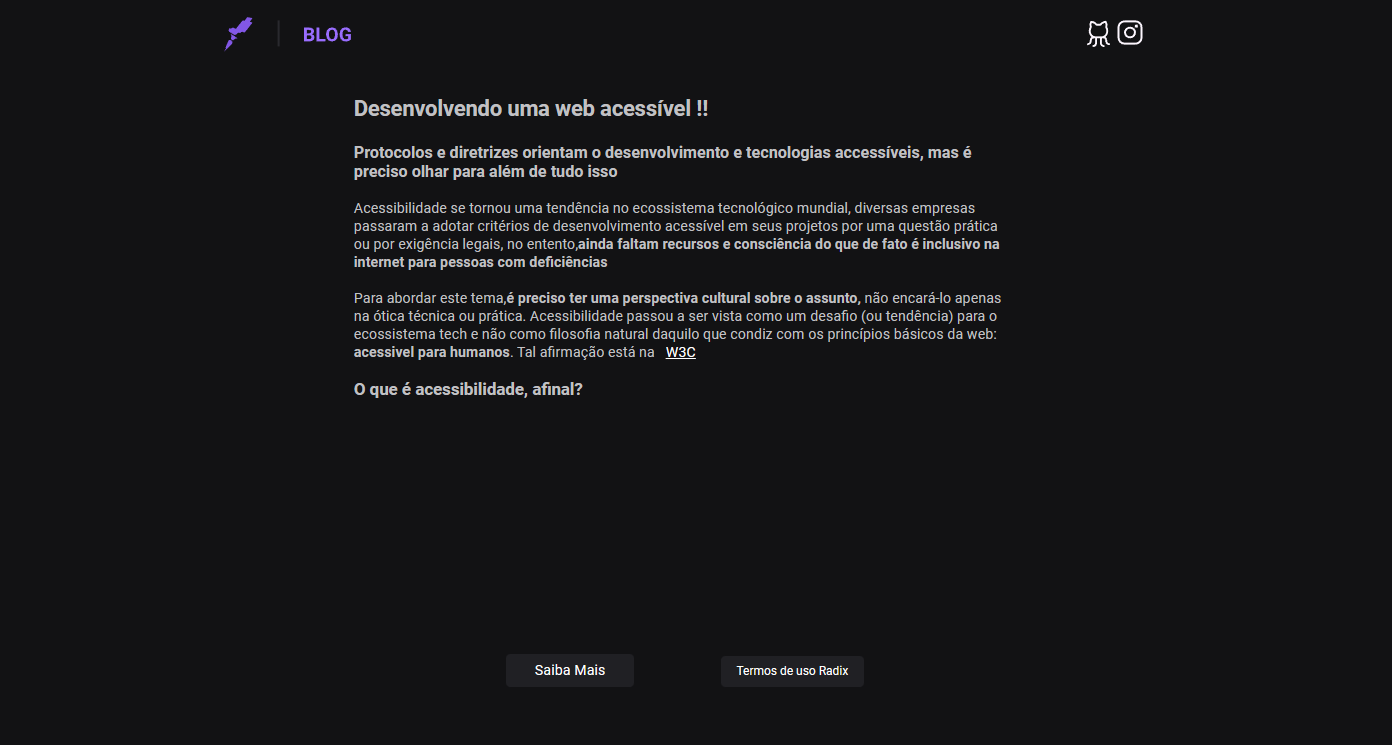 BLOG
Desenvolvendo uma web acessível !!
Protocolos e diretrizes orientam o desenvolvimento e tecnologias accessíveis, mas é
preciso olhar para além de tudo isso
Acessibilidade se tornou uma tendência no ecossistema tecnológico mundial, diversas empresas
passaram a adotar critérios de desenvolvimento acessível em seus projetos por uma questão prática
ou por exigência legais, no entento,ainda faltam recursos e consciência do que de fato é inclusivo na
internet para pessoas com deficiências
Para abordar este tema,é preciso ter uma perspectiva cultural sobre o assunto, não encará-lo apenas
na ótica técnica ou prática. Acessibilidade passou a ser vista como um desafio (ou tendência) para o
ecossistema tech e não como filosofia natural daquilo que condiz com os princípios básicos da web:
acessivel para humanos. Tal afirmação está na W3C
O que é acessibilidade, afinal?
Saiba Mais
Termos de uso Radix